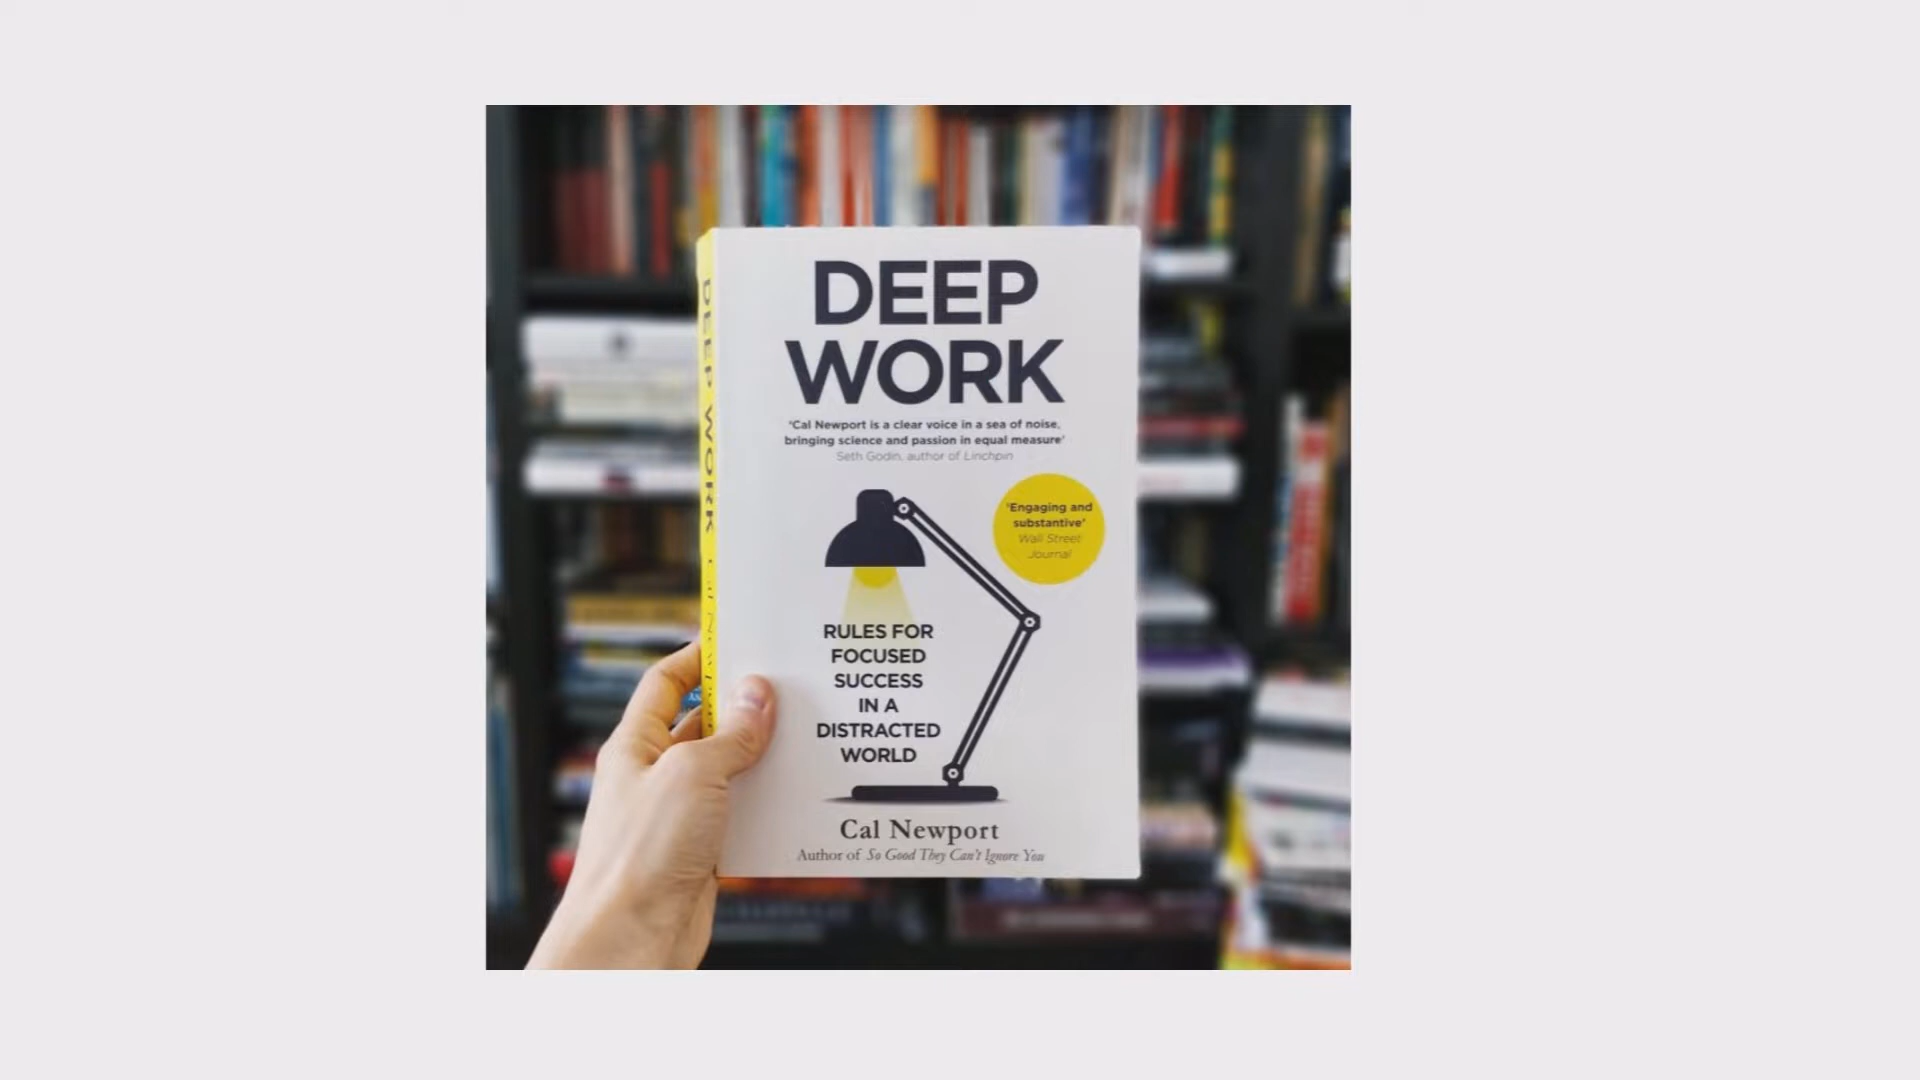 DEEP
WORK
'Cal Newport is a clear voice in a sea of noise,
bringing science and passion in equal measure'
Seth Godin, author of Linchpin
'Engaging and
substantive'
Wall Street
Journal
RULES FOR
FOCUSED
SUCCESS
IN A
DISTRACTED
WORLD
Cal Newport
Author of So Good They Can't Ignore You
DEEP WORK Cal Newport